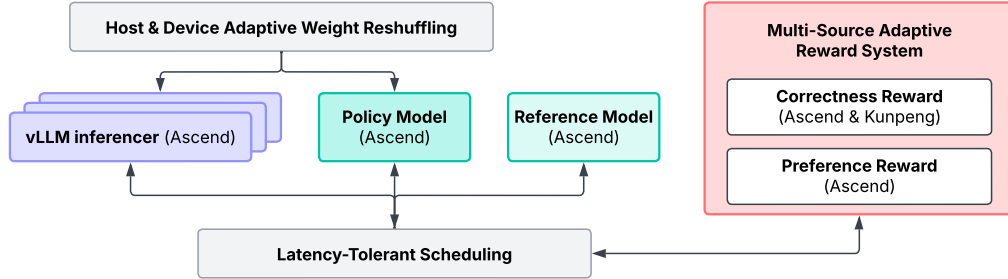 Host & Device Adaptive Weight Reshuffling
vLLM inferencer (Ascend)
Policy Model
(Ascend)
Reference Model
(Ascend)
Multi-Source Adaptive
Reward System
Correctness Reward
(Ascend & Kunpeng)
Preference Reward
(Ascend)
Latency-Tolerant Scheduling